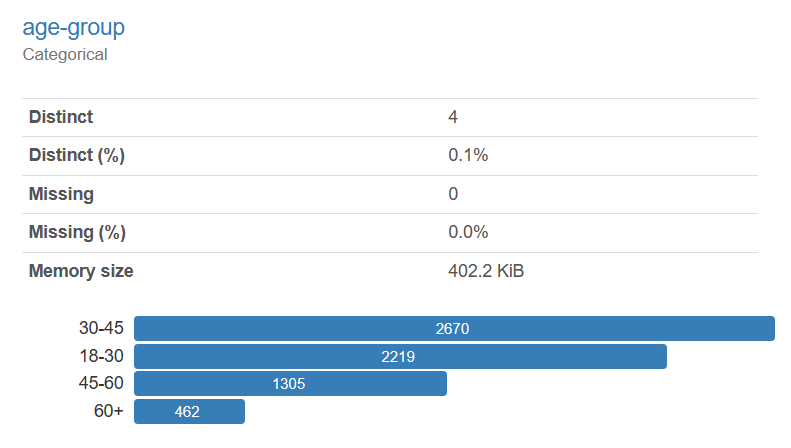 age-group
Categorical
Distinct 4
Distinct (%) 0.1%
Missing 0
Missing (%) 0.0%
Memory size 402.2 KiB
30-45 2670
18-30 2219
45-60 1305
60+ 462